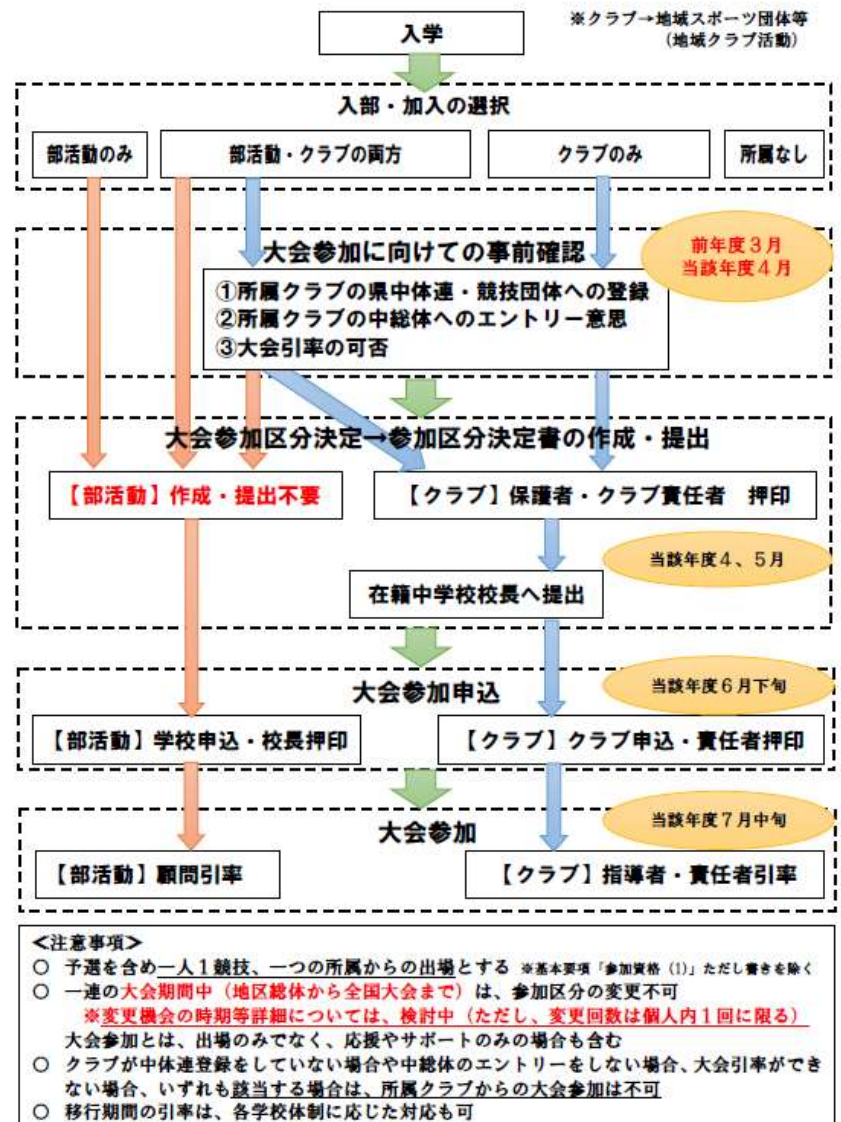 入学
※クラブ→地域スポーツ団体等
(地域クラブ活動)
入部・加入の選択
部活動のみ
部活動・クラブの両方
クラブのみ
所属なし
大会参加に向けての事前確認
前年度3月
当該年度4月
①所属クラブの県中体連・競技団体への登録
②所属クラブの中総体へのエントリー意思
③大会引率の可否
大会参加区分決定→参加区分決定書の作成・提出
【部活動】作成・提出不要
【クラブ】保護者・クラブ責任者 押印
当該年度4、5月
在籍中学校校長へ提出
大会参加申込
当該年度6月下旬
【部活動】学校申込・校長押印
【クラブ】クラブ申込・責任者押印
大会参加
当該年度7月中旬
【部活動】顧問引率
【クラブ】指導者・責任者引率
<注意事項>
○ 予選を含め一人1競技、一つの所属からの出場とする ※基本要項「参加資格(1)」ただし書きを除く
○ 一連の大会期間中(地区総体から全国大会まで)は、参加区分の変更不可
※変更機会の時期等詳細については、検討中(ただし、変更回数は個人内1回に限る)
大会参加とは、出場のみでなく、応援やサポートのみの場合も含む
○ クラブが中体連登録をしていない場合や中総体のエントリーをしない場合、大会引率ができ
ない場合、いずれも該当する場合は、所属クラブからの大会参加は不可
○ 移行期間の引率は、各学校体制に応じた対応も可